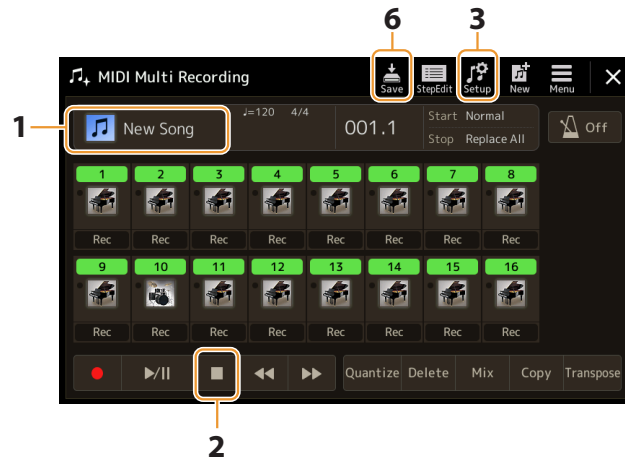 6 3
MIDI Multi Recording Save StepEdit Setup New Menu
1 New Song ♩=120 4/4 001.1 Start Normal Off
Stop Replace All
1 2 3 4 5 6 7 8
Rec Rec Rec Rec Rec Rec Rec Rec
9 10 11 12 13 14 15 16
Rec Rec Rec Rec Rec Rec Rec Rec
Quantize Delete Mix Copy Transpose
2